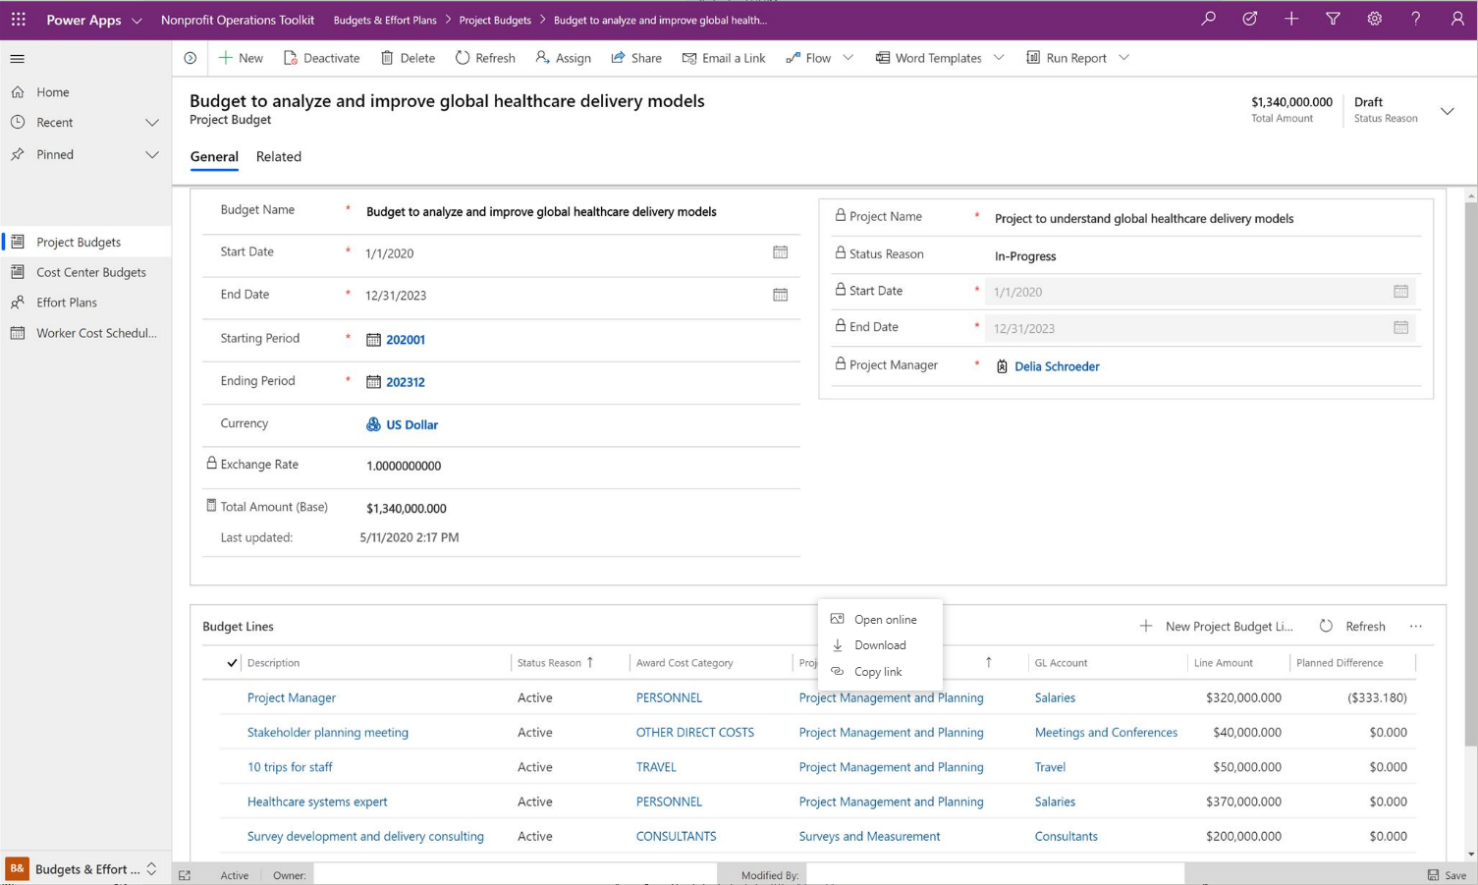 Power Apps Nonprofit Operations Toolkit Budgets & Effort Plans > Project Budgets > Budget to analyze and improve global health...
New Deactivate Delete Refresh Assign Share Email a Link Flow Word Templates Run Report
Home
Recent
Pinned
Project Budgets
Cost Center Budgets
Effort Plans
Worker Cost Schedul...
B& Budgets & Effort ...
Budget to analyze and improve global healthcare delivery models
Project Budget
$1,340,000.000
Total Amount
Draft
Status Reason
General Related
Budget Name * Budget to analyze and improve global healthcare delivery models
Start Date * 1/1/2020
End Date * 12/31/2023
Starting Period * 202001
Ending Period * 202312
Currency US Dollar
Exchange Rate 1.0000000000
Total Amount (Base) $1,340,000.000
Last updated: 5/11/2020 2:17 PM
Project Name * Project to understand global healthcare delivery models
Status Reason In-Progress
Start Date * 1/1/2020
End Date * 12/31/2023
Project Manager * Delia Schroeder
Budget Lines
New Project Budget Li... Refresh ...
Open online
Download
Copy link
Description Status Reason ↑ Award Cost Category Proj ↑ GL Account Line Amount Planned Difference
Project Manager Active PERSONNEL Project Management and Planning Salaries $320,000.000 ($333.180)
Stakeholder planning meeting Active OTHER DIRECT COSTS Project Management and Planning Meetings and Conferences $40,000.000 $0.000
10 trips for staff Active TRAVEL Project Management and Planning Travel $50,000.000 $0.000
Healthcare systems expert Active PERSONNEL Project Management and Planning Salaries $370,000.000 $0.000
Survey development and delivery consulting Active CONSULTANTS Surveys and Measurement Consultants $200,000.000 $0.000
Active Owner: Modified By: Save